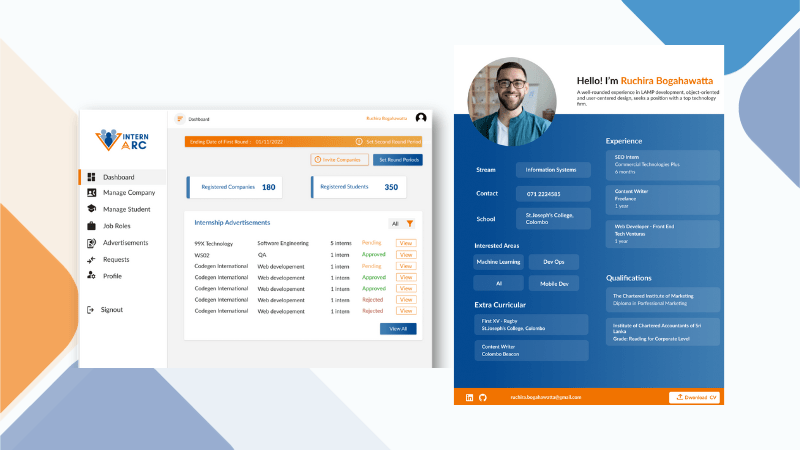 INTERN
ARC
Dashboard
Manage Company
Manage Student
Job Roles
Advertisements
Requests
Profile
Signout
Dashboard
Ruchira Bogahawatta
Ending Date of First Round : 01/11/2022
Set Second Round Period
Invite Companies
Set Round Periods
Registered Companies 180
Registered Students 350
Internship Advertisements
All
99X Technology Software Engineering 5 interns Pending View
WSO2 QA 1 intern Approved View
Codegen International Web developement 1 intern Pending View
Codegen International Web developement 1 intern Approved View
Codegen International Web developement 1 intern Approved View
Codegen International Web developement 1 intern Rejected View
Codegen International Web developement 1 intern Rejected View
View All
Hello! I'm Ruchira Bogahawatta
A well-rounded experience in LAMP development, object-oriented
and user-centered design, seeks a position with a top technology
firm.
Stream Information Systems
Contact 071 2224585
School St.Joseph's College,
Colombo
Interested Areas
Machine Learning Dev Ops
AI Mobile Dev
Extra Curricular
First XV - Rugby
St.Joseph's College, Colombo
Content Writer
Colombo Beacon
Experience
SEO Intern
Commercial Technologies Plus
6 months
Content Writer
Freelance
1 year
Web Developer - Front End
Tech Ventures
1 year
Qualifications
The Chartered Institute of Marketing
Diploma in Porfessional Marketing
Institute of Chartered Accountants of Sri
Lanka
Grade: Reading for Corporate Level
ruchira.bogahawatta@gmail.com
Download CV